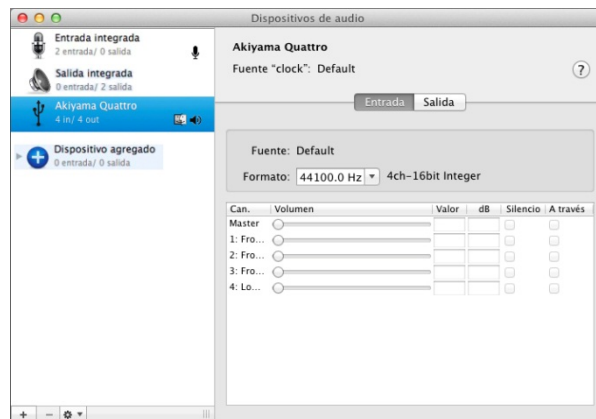 Dispositivos de audio
Entrada integrada
2 entrada/ 0 salida
Salida integrada
0 entrada/ 2 salida
Akiyama Quattro
4 in/ 4 out
Dispositivo agregado
0 entrada/ 0 salida
Akiyama Quattro
Fuente “clock”: Default
?
Entrada Salida
Fuente: Default
Formato: 44100.0 Hz 4ch-16bit Integer
Can. Volumen Valor dB Silencio A través
Master
1: Fro...
2: Fro...
3: Fro...
4: Lo...